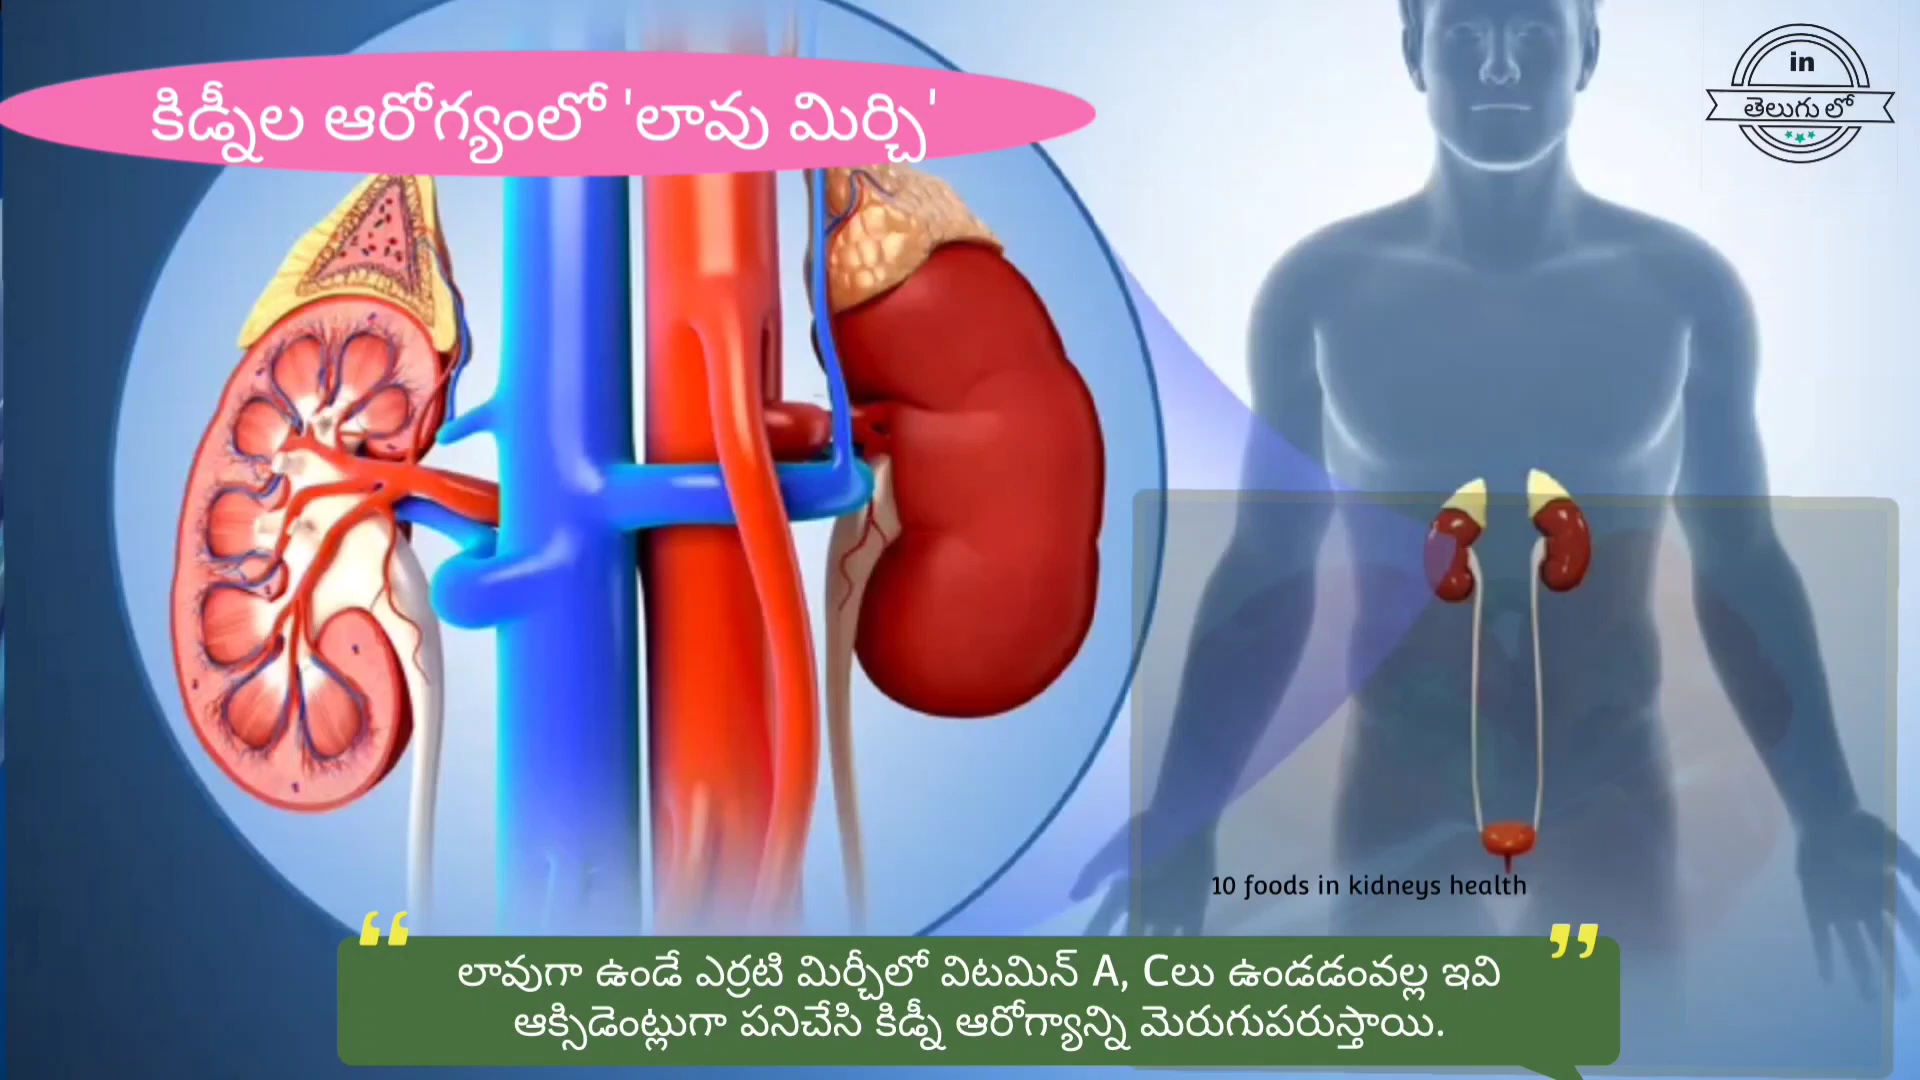 కిడ్నీల ఆరోగ్యంలో 'లావు మిర్చి'
in
తెలుగు లో
10 foods in kidneys health
“
లావుగా ఉండే ఎర్రటి మిర్చీలో విటమిన్ A, Cలు ఉండడంవల్ల ఇవి
ఆక్సిడెంట్లుగా పనిచేసి కిడ్నీ ఆరోగ్యాన్ని మెరుగుపరుస్తాయి.
”